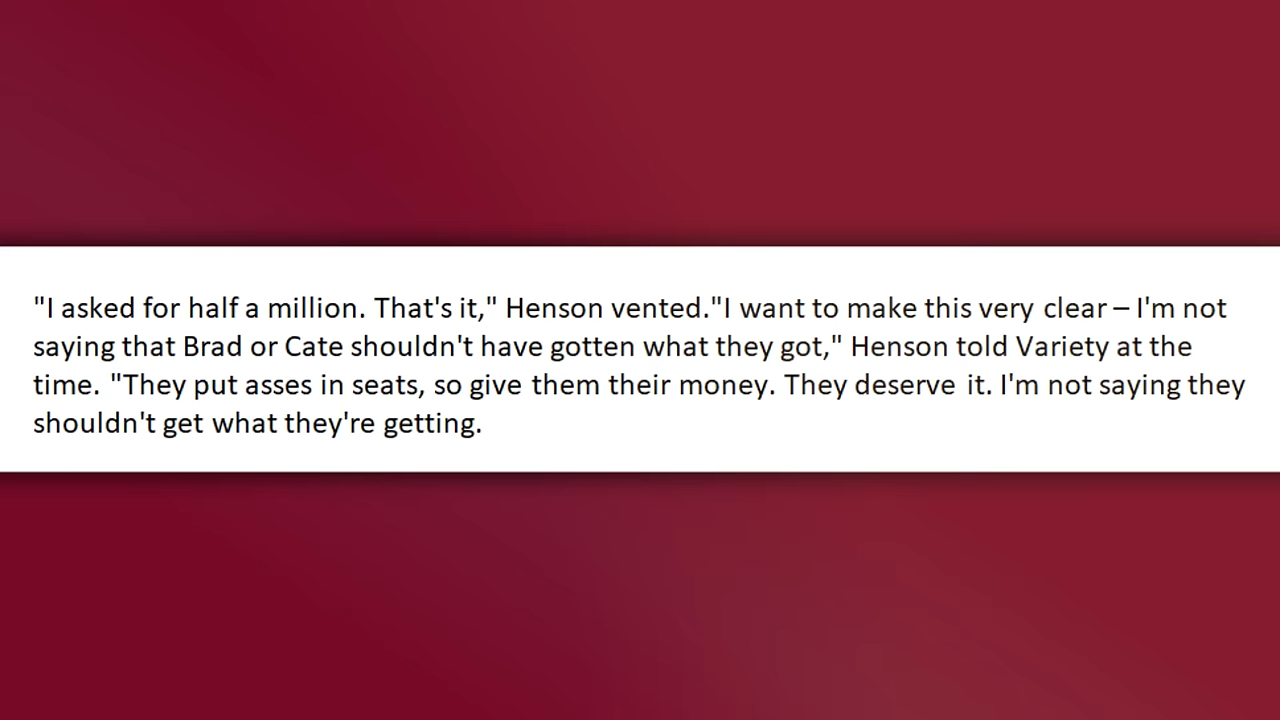 "I asked for half a million. That's it," Henson vented."I want to make this very clear – I'm not
saying that Brad or Cate shouldn't have gotten what they got," Henson told Variety at the
time. "They put asses in seats, so give them their money. They deserve it. I'm not saying they
shouldn't get what they're getting.